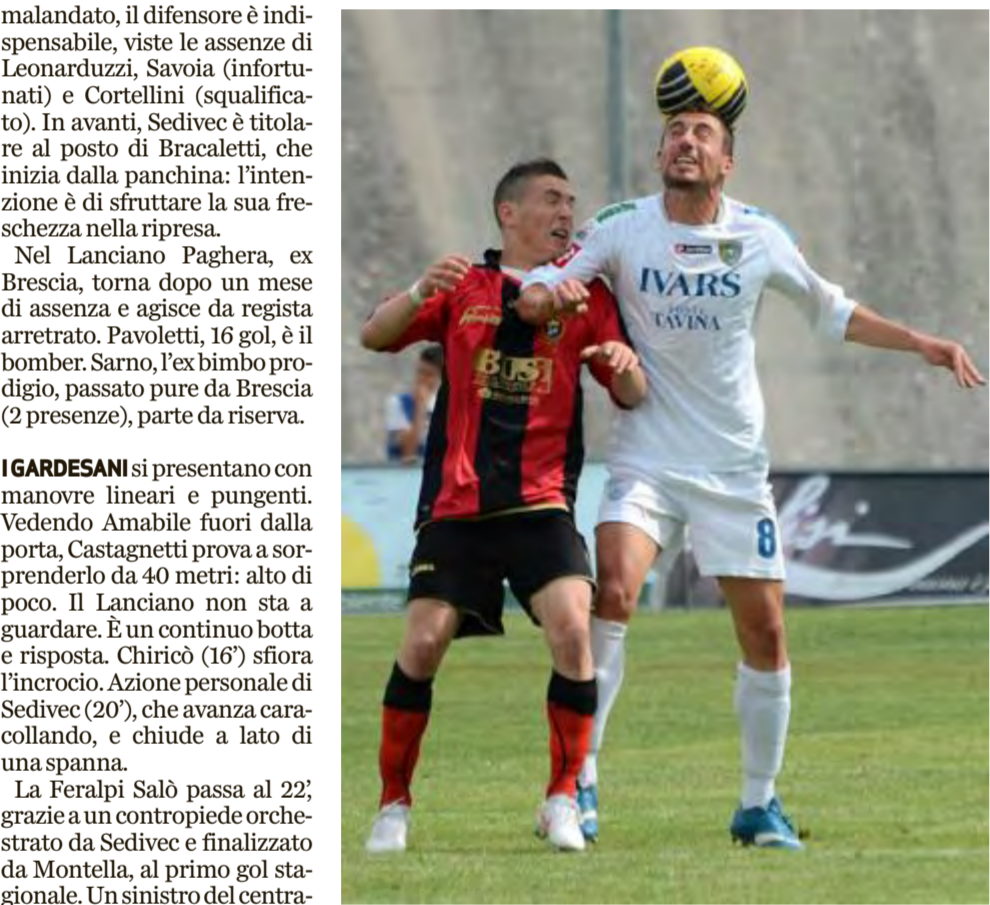 malandato, il difensore è indi-
spensabile, viste le assenze di
Leonarduzzi, Savoia (infortu-
nati) e Cortellini (squalifica-
to). In avanti, Sedivec è titola-
re al posto di Bracaletti, che
inizia dalla panchina: l’inten-
zione è di sfruttare la sua fre-
schezza nella ripresa.
Nel Lanciano Paghera, ex
Brescia, torna dopo un mese
di assenza e agisce da regista
arretrato. Pavoletti, 16 gol, è il
bomber. Sarno, l’ex bimbo pro-
digio, passato pure da Brescia
(2 presenze), parte da riserva.
I GARDESANI si presentano con
manovre lineari e pungenti.
Vedendo Amabile fuori dalla
porta, Castagnetti prova a sor-
prenderlo da 40 metri: alto di
poco. Il Lanciano non sta a
guardare. È un continuo botta
e risposta. Chiricò (16’) sfiora
l’incrocio. Azione personale di
Sedivec (20’), che avanza cara-
collando, e chiude a lato di
una spanna.
La Feralpi Salò passa al 22’,
grazie a un contropiede orche-
strato da Sedivec e finalizzato
da Montella, al primo gol sta-
gionale. Un sinistro del centra-
IVARS
TAVINA
8